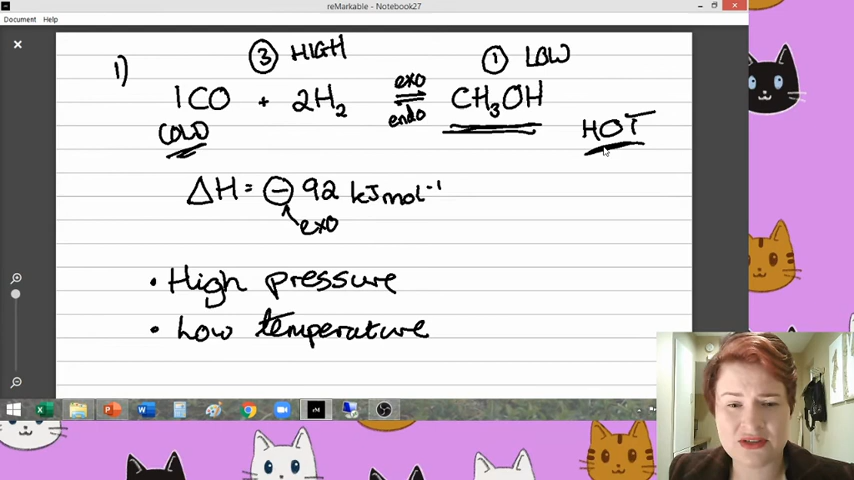 reMarkable - Notebook27
Document Help
③ HIGH ① LOW
1)
1CO + 2H₂ exo ⇌ endo CH₃OH
COLD HOT
ΔH = ⊖ 92 kJmol⁻¹
exo
• High pressure
• Low temperature